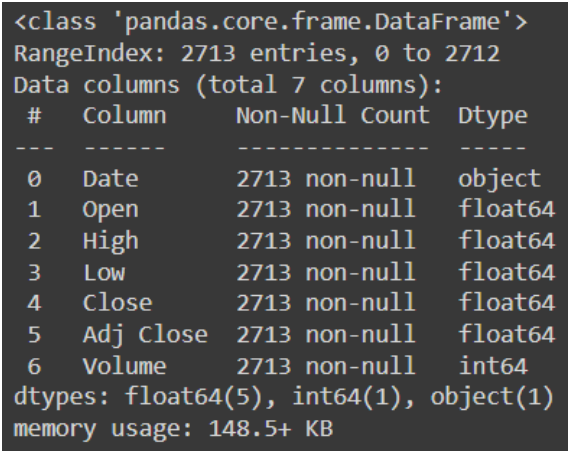 <class 'pandas.core.frame.DataFrame'>
RangeIndex: 2713 entries, 0 to 2712
Data columns (total 7 columns):
 #   Column     Non-Null Count  Dtype
---  ------     --------------  -----
 0   Date       2713 non-null   object
 1   Open       2713 non-null   float64
 2   High       2713 non-null   float64
 3   Low        2713 non-null   float64
 4   Close      2713 non-null   float64
 5   Adj Close  2713 non-null   float64
 6   Volume     2713 non-null   int64
dtypes: float64(5), int64(1), object(1)
memory usage: 148.5+ KB